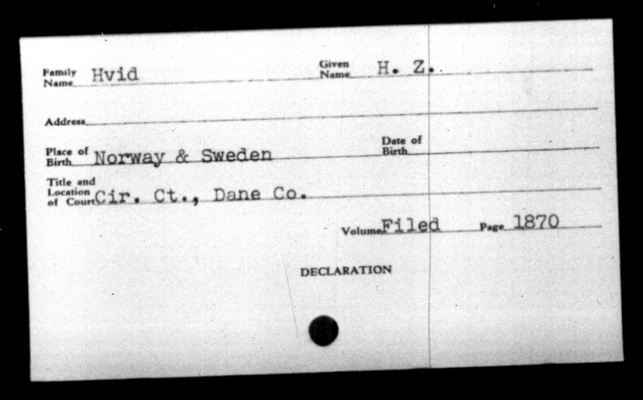 Family Name Hvid Given Name H. Z.
Address
Place of Birth Norway & Sweden Date of Birth
Title and Location of Court Cir. Ct., Dane Co.
Volume Filed Page 1870
DECLARATION